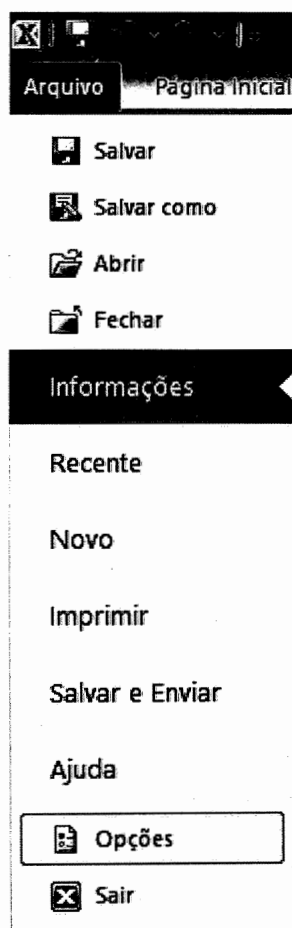 Arquivo Página Inicial
Salvar
Salvar como
Abrir
Fechar
Informações
Recente
Novo
Imprimir
Salvar e Enviar
Ajuda
Opções
Sair